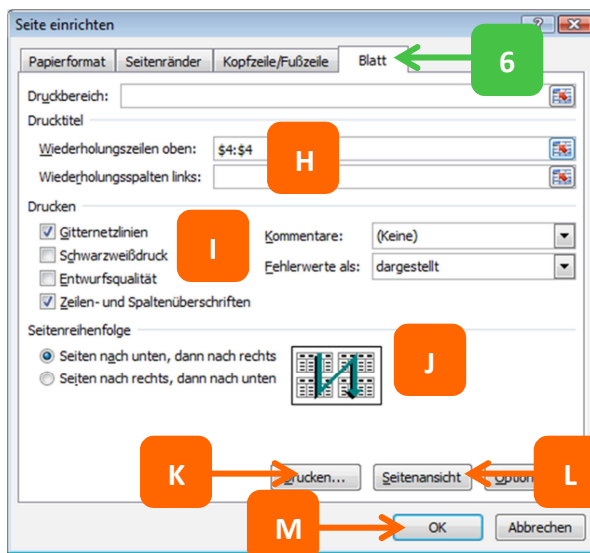 Seite einrichten
Papierformat Seitenränder Kopfzeile/Fußzeile Blatt 6
Druckbereich:
Drucktitel
Wiederholungszeilen oben: $4:$4 H
Wiederholungsspalten links:
Drucken
Gitternetzlinien I Kommentare: (Keine)
Schwarzweißdruck
Fehlerwerte als: dargestellt
Entwurfsqualität
Zeilen- und Spaltenüberschriften
Seitenreihenfolge
Seiten nach unten, dann nach rechts J
Seiten nach rechts, dann nach unten
K Drucken... Seitenansicht L
M OK Abbrechen